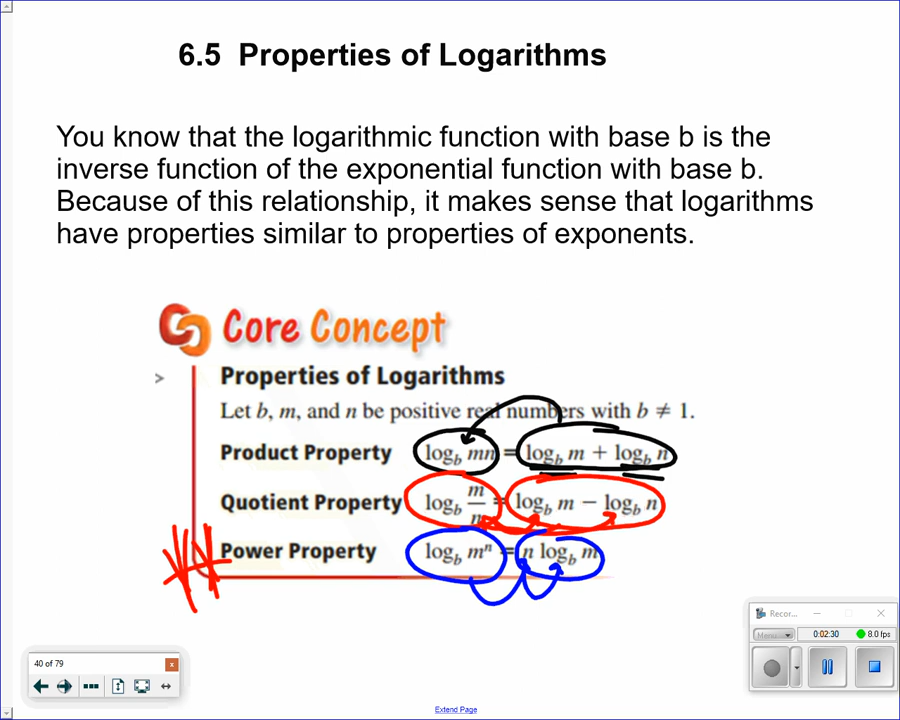 6.5 Properties of Logarithms
You know that the logarithmic function with base b is the
inverse function of the exponential function with base b.
Because of this relationship, it makes sense that logarithms
have properties similar to properties of exponents.
Core Concept
Properties of Logarithms
Let b, m, and n be positive real numbers with b ≠ 1.
Product Property log_b mn = log_b m + log_b n
Quotient Property log_b m/n = log_b m − log_b n
Power Property log_b mⁿ = n log_b m
Recor...
Menu
0:02:30
8.0 fps
40 of 79
Extend Page